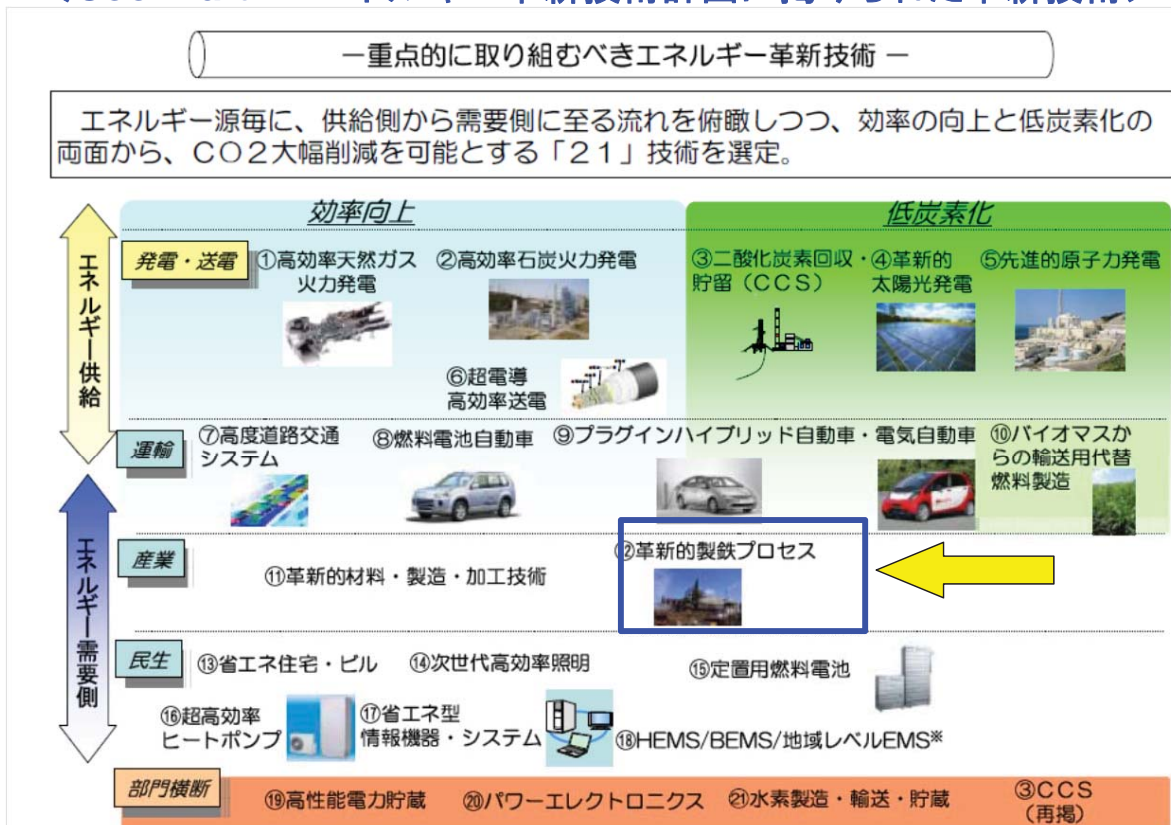 ―重点的に取り組むべきエネルギー革新技術―
エネルギー源毎に、供給側から需要側に至る流れを俯瞰しつつ、効率の向上と低炭素化の
両面から、CO2大幅削減を可能とする「21」技術を選定。
効率向上
低炭素化
エネルギー供給
発電・送電
①高効率天然ガス
火力発電
②高効率石炭火力発電
③二酸化炭素回収・
貯留(CCS)
④革新的
太陽光発電
⑤先進的原子力発電
⑥超電導
高効率送電
運輸
⑦高度道路交通
システム
⑧燃料電池自動車
⑨プラグインハイブリッド自動車・電気自動車
⑩バイオマスか
らの輸送用代替
燃料製造
エネルギー需要側
産業
⑪革新的材料・製造・加工技術
⑫革新的製鉄プロセス
民生
⑬省エネ住宅・ビル
⑭次世代高効率照明
⑮定置用燃料電池
⑯超高効率
ヒートポンプ
⑰省エネ型
情報機器・システム
⑱HEMS/BEMS/地域レベルEMS※
部門横断
⑲高性能電力貯蔵
⑳パワーエレクトロニクス
㉑水素製造・輸送・貯蔵
③CCS
(再掲)